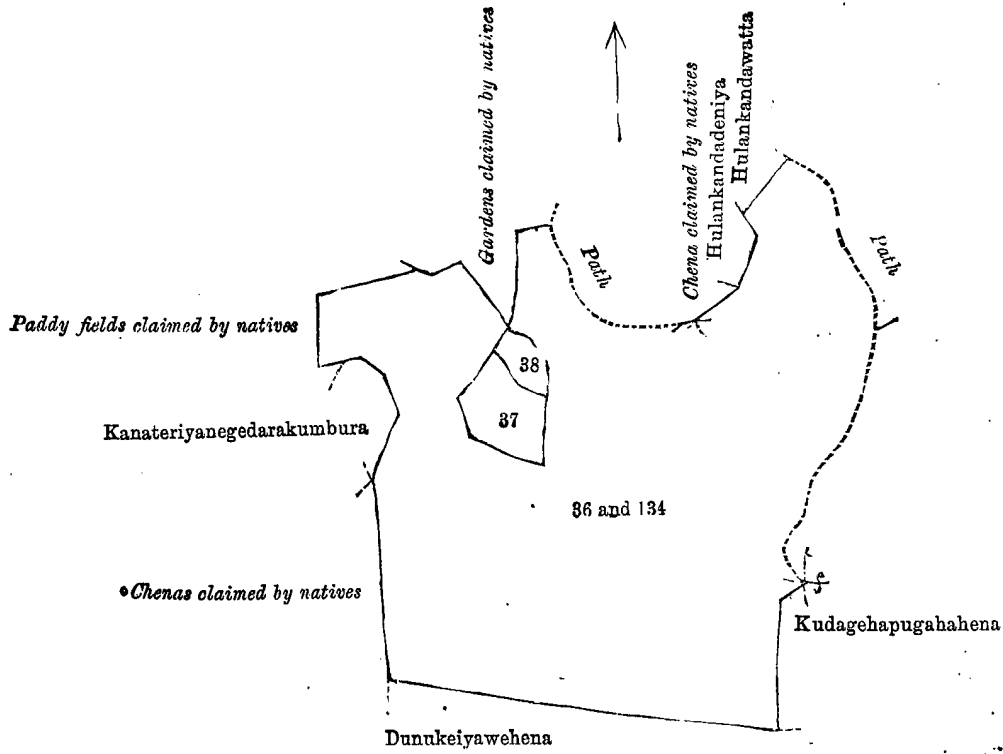 Gardens claimed by natives
Chena claimed by natives
Hulankandadeniya
Hulankandawatta
Path
Path
Paddy fields claimed by natives
38
37
Kanateriyanegedarakumbura
36 and 134
Chenas claimed by natives
Kudagehapugahahena
Dunukeiyawehena